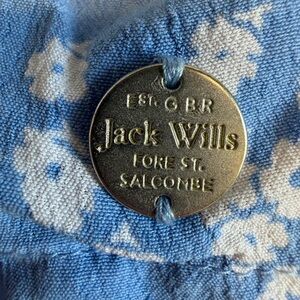 EST. G.B.R
Jack Wills
FORE ST.
SALCOMBE